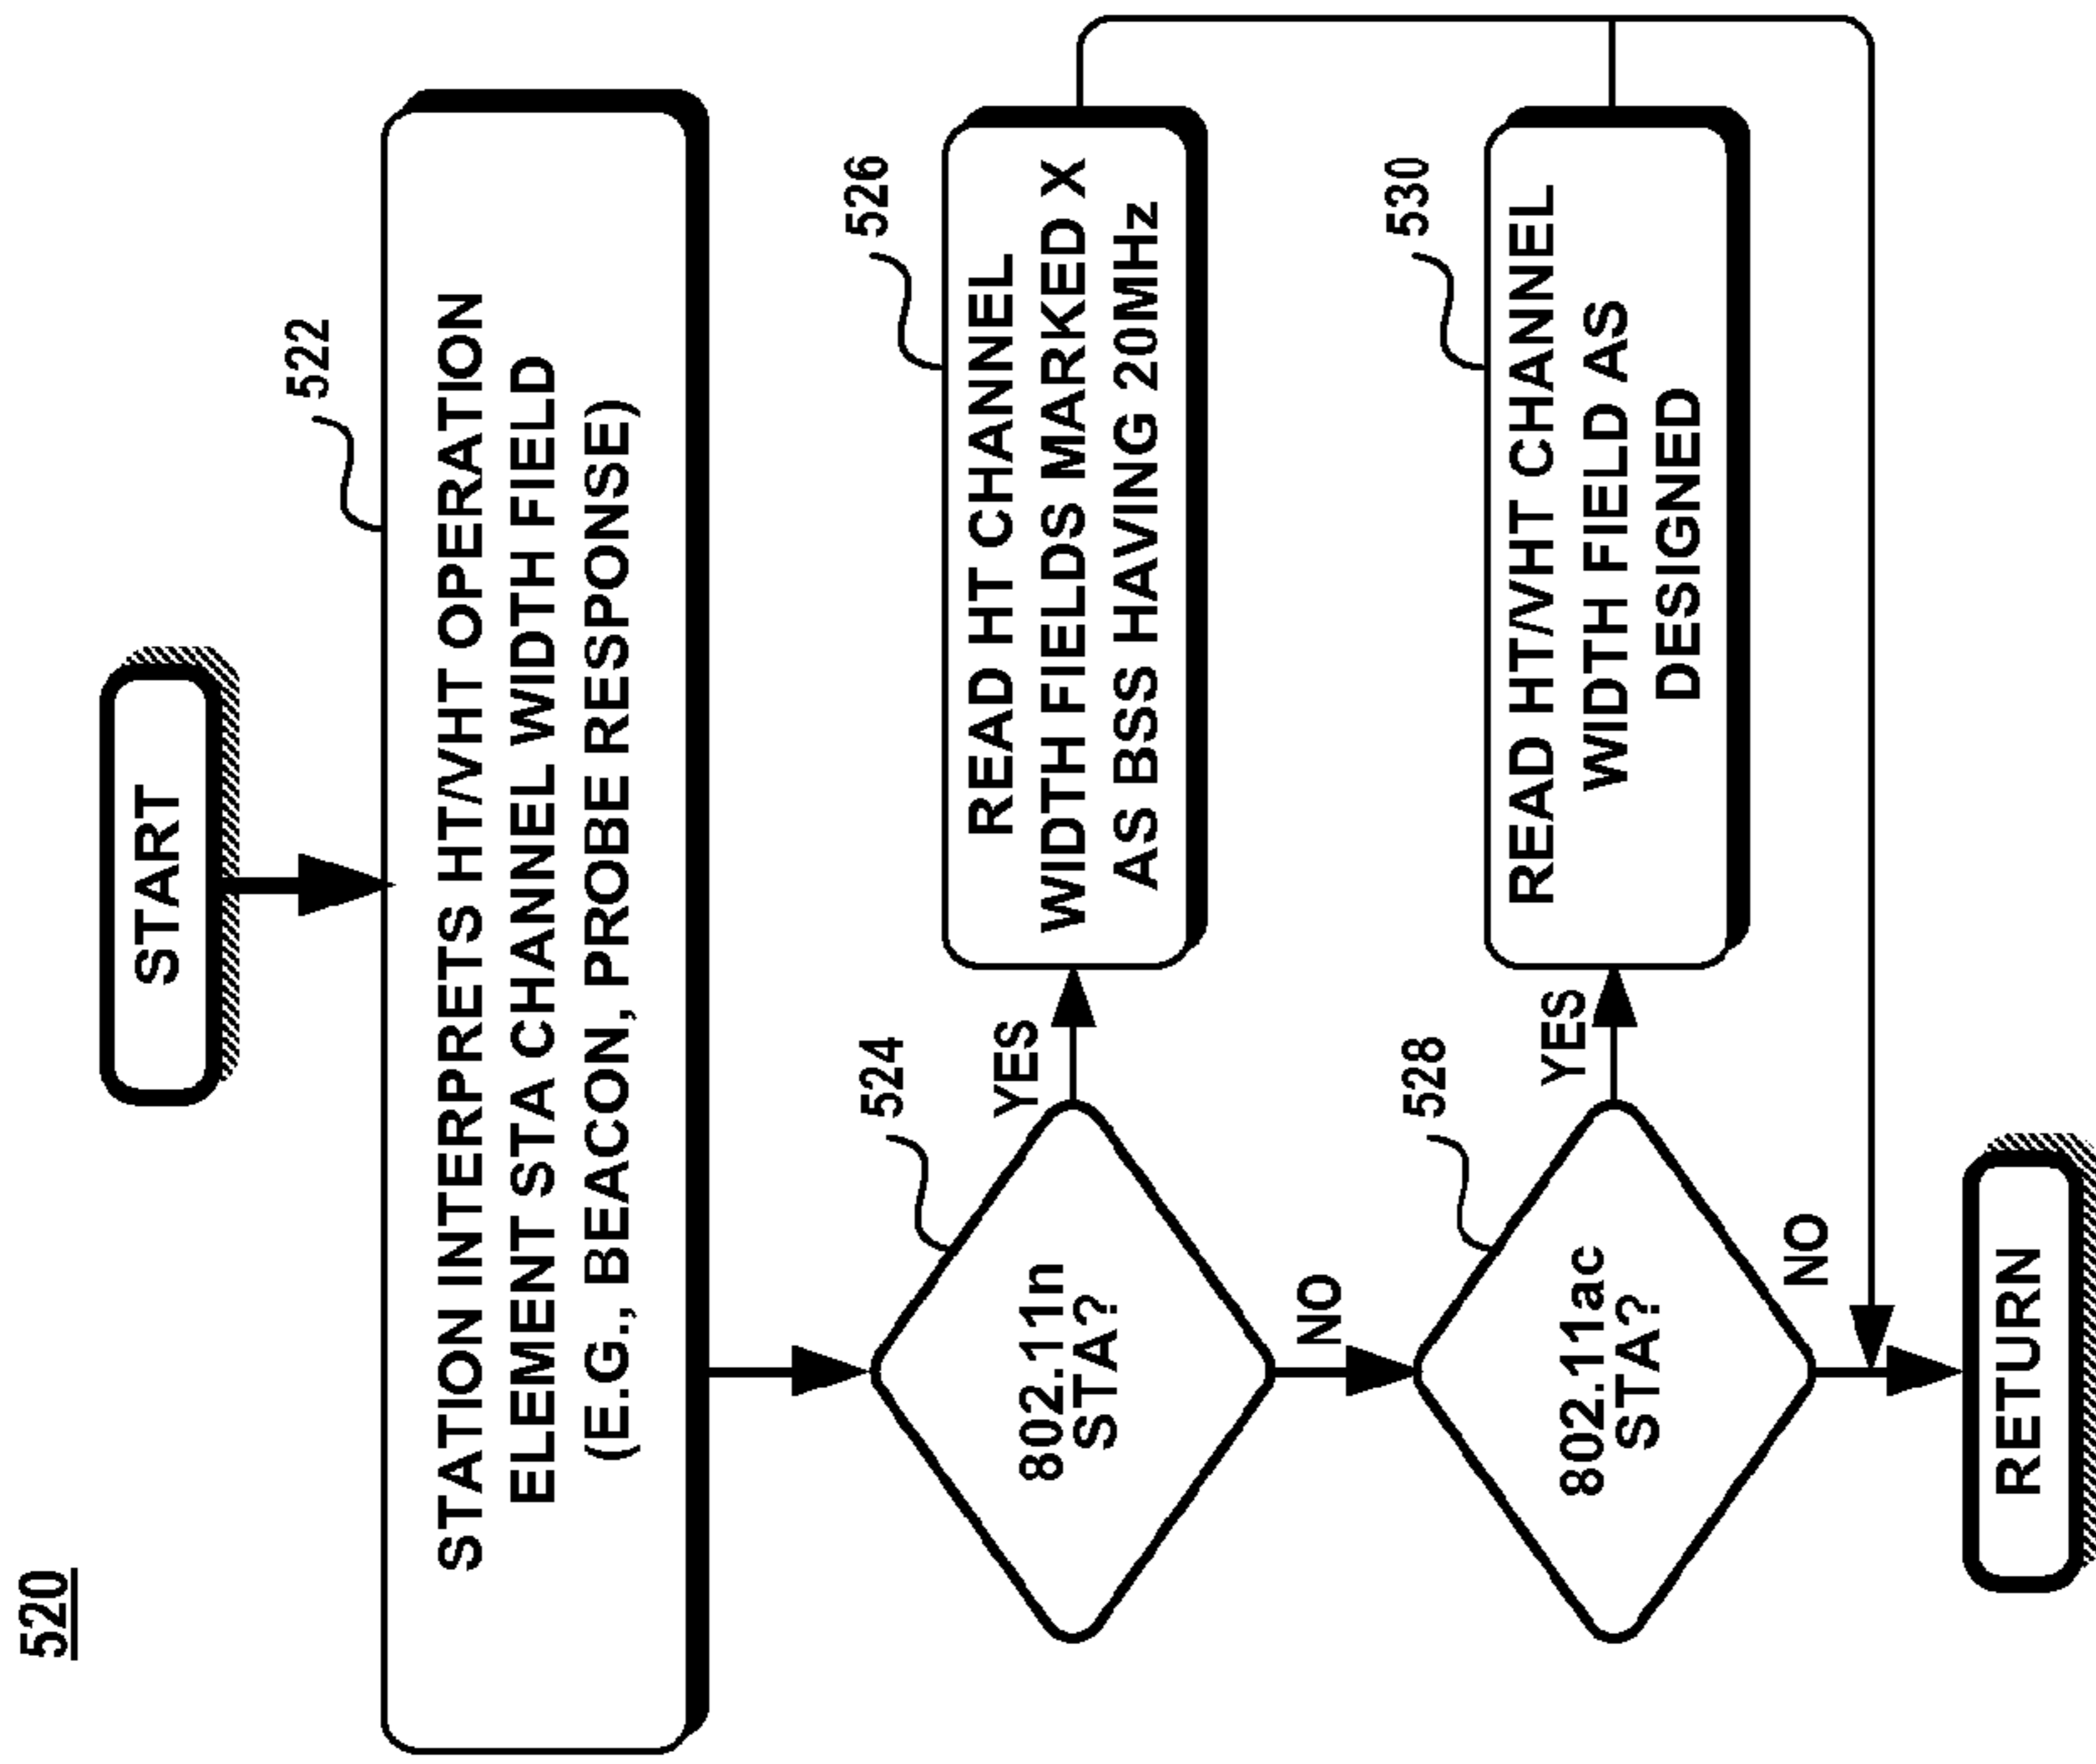 520
START
522
STATION INTERPRETS HT/VHT OPERATION
ELEMENT STA CHANNEL WIDTH FIELD
(E.G., BEACON, PROBE RESPONSE)
524
802.11n
STA?
YES
526
READ HT CHANNEL
WIDTH FIELDS MARKED X
AS BSS HAVING 20MHz
NO
528
802.11ac
STA?
YES
530
READ HT/VHT CHANNEL
WIDTH FIELD AS
DESIGNED
NO
RETURN